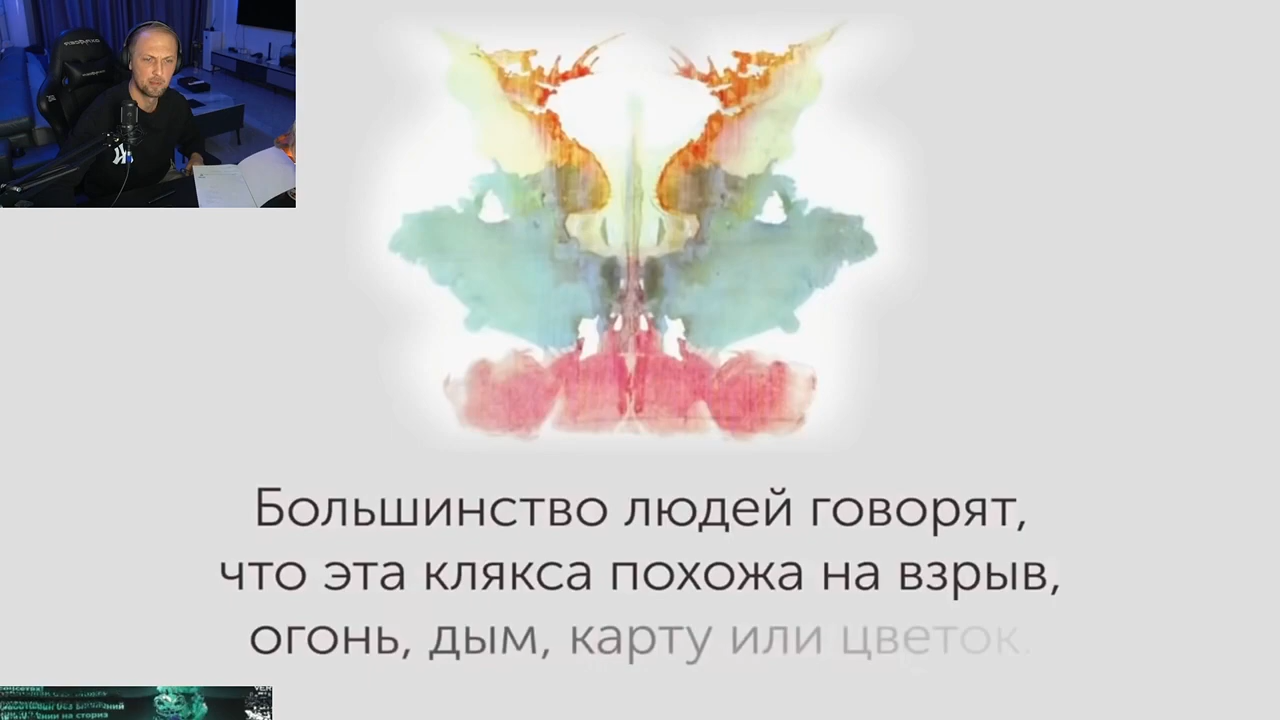 Большинство людей говорят,
что эта клякса похожа на взрыв,
огонь, дым, карту или цветок.